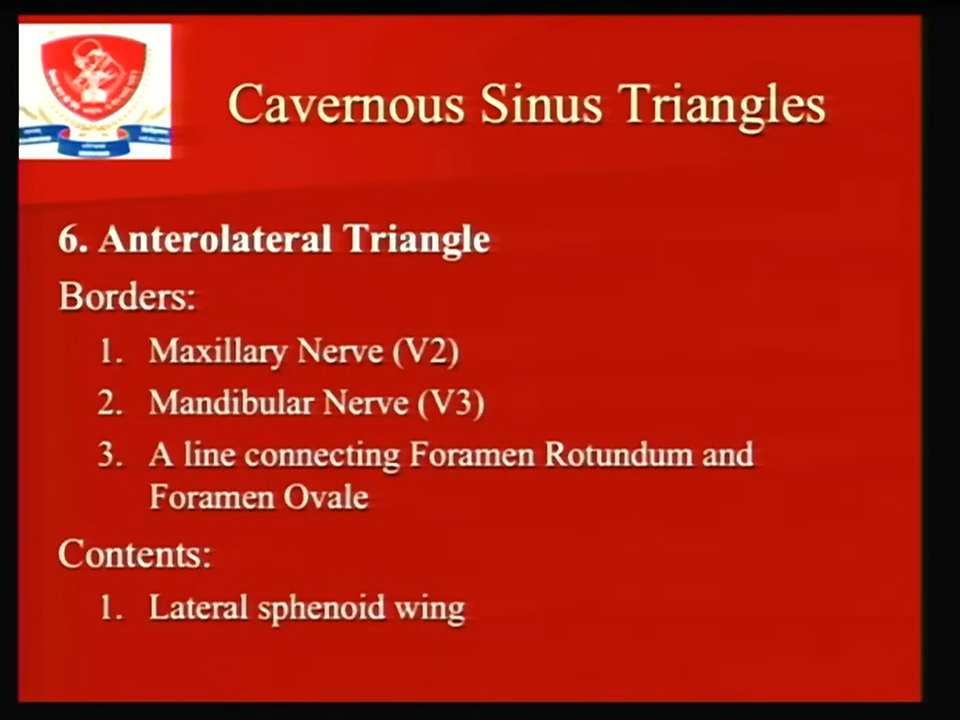 Cavernous Sinus Triangles
6. Anterolateral Triangle
Borders:
1. Maxillary Nerve (V2)
2. Mandibular Nerve (V3)
3. A line connecting Foramen Rotundum and
Foramen Ovale
Contents:
1. Lateral sphenoid wing